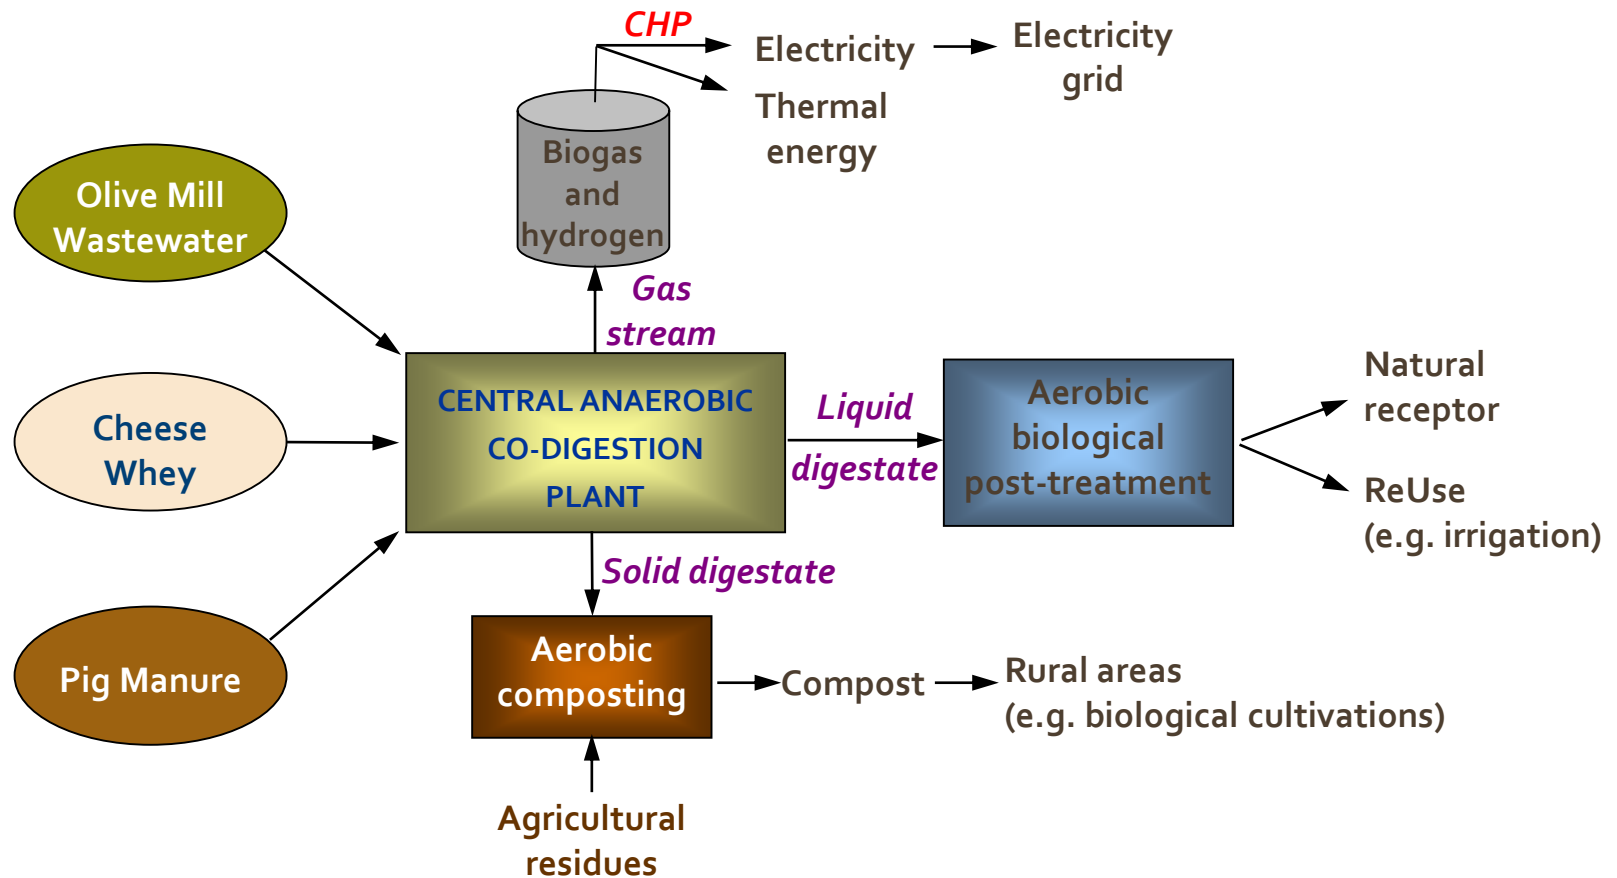 CHP
Electricity
Electricity
grid
Thermal
energy
Biogas
and
hydrogen
Olive Mill
Wastewater
Gas
stream
Cheese
Whey
CENTRAL ANAEROBIC
CO-DIGESTION
PLANT
Liquid
digestate
Aerobic
biological
post-treatment
Natural
receptor
ReUse
(e.g. irrigation)
Solid digestate
Pig Manure
Aerobic
composting
Compost
Rural areas
(e.g. biological cultivations)
Agricultural
residues